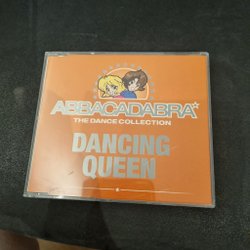 ABBACADABRA
THE DANCE COLLECTION
DANCING
QUEEN